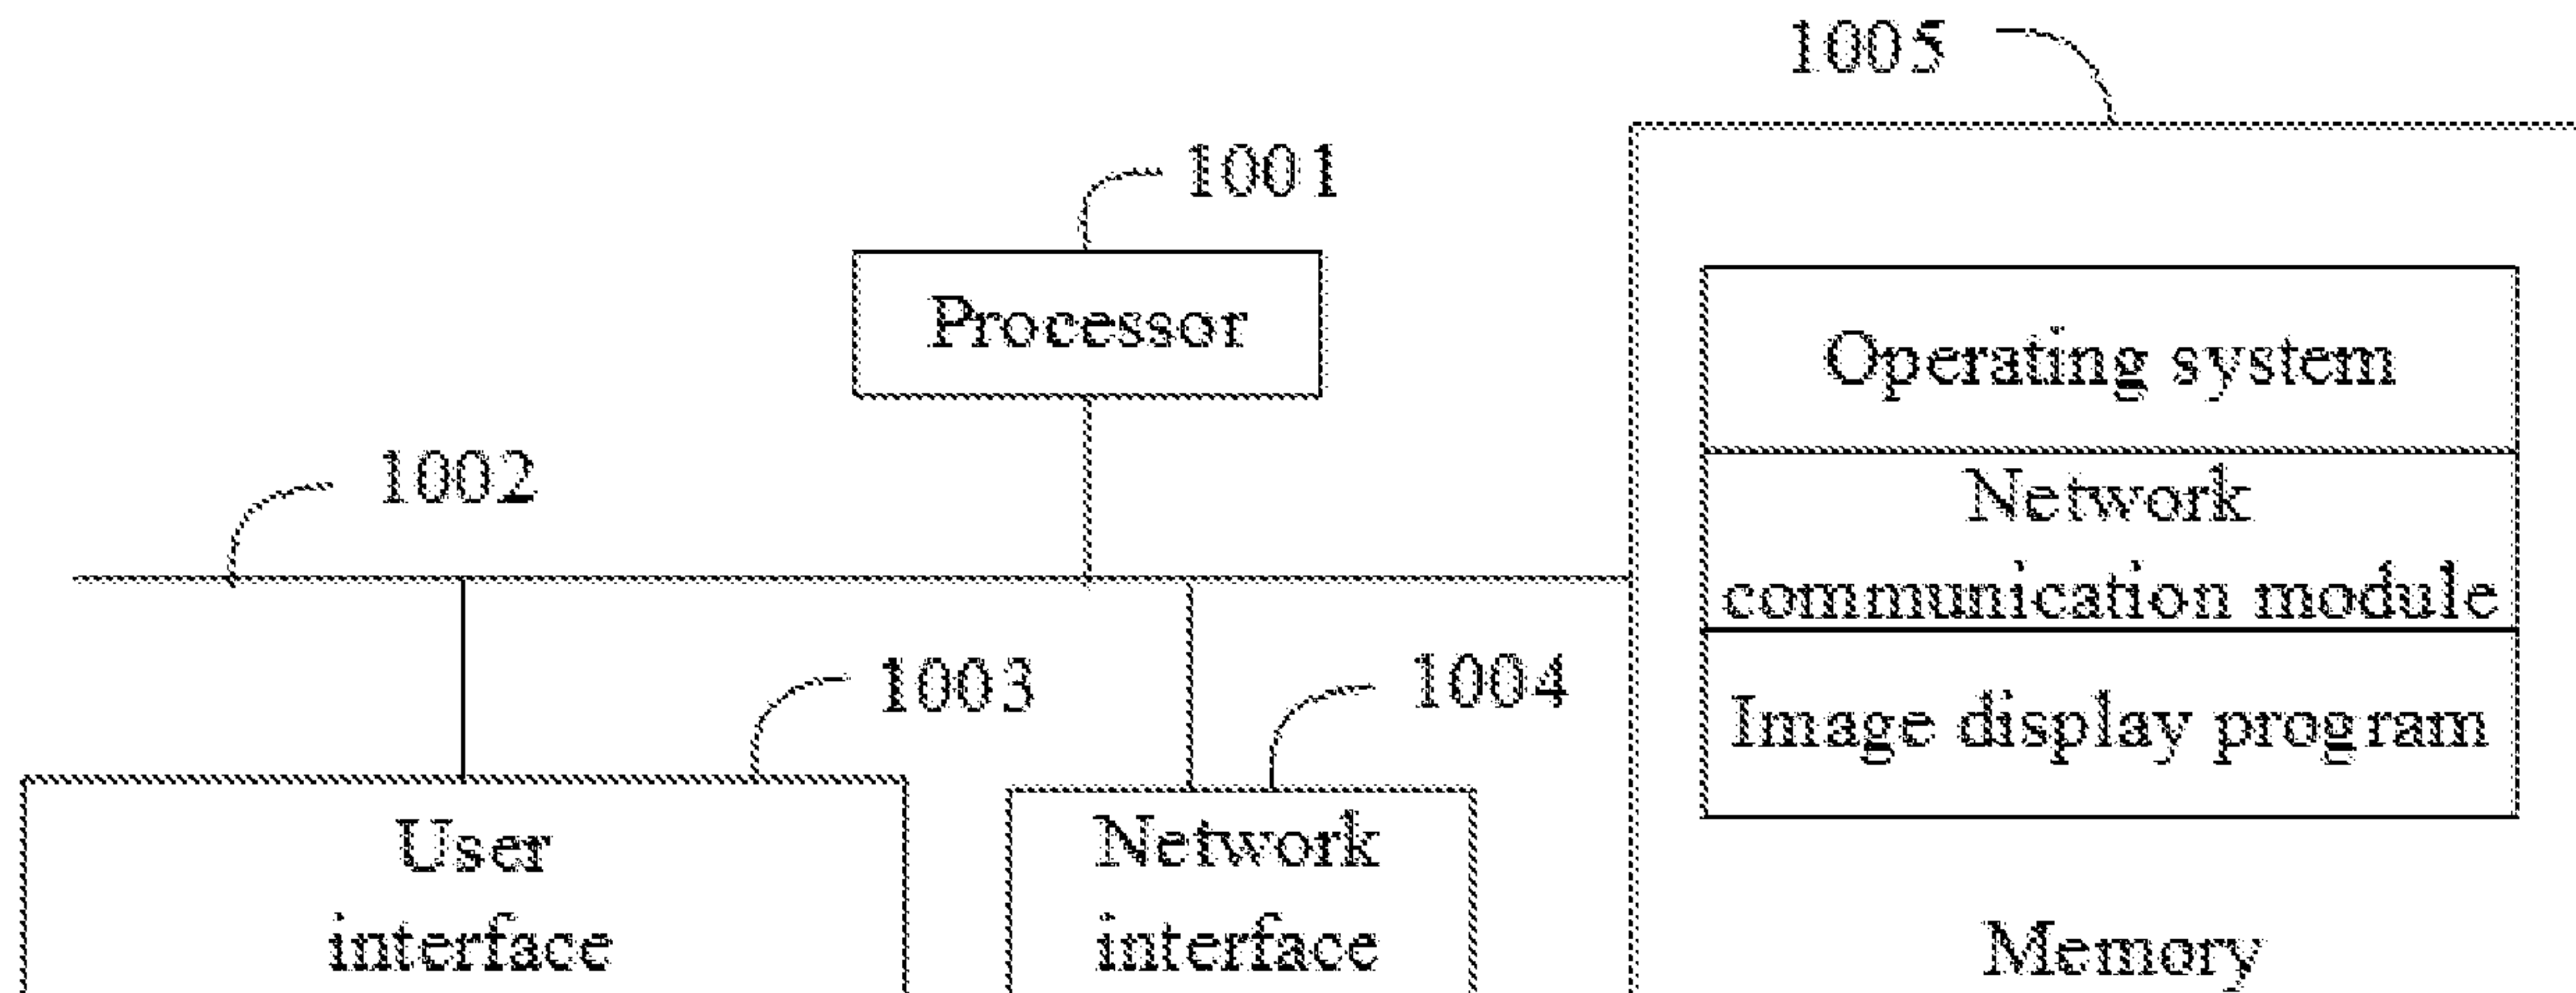 1005
1001
Processor
Operating system
1002
Network
communication module
1003
1004
Image display program
User
interface
Network
interface
Memory